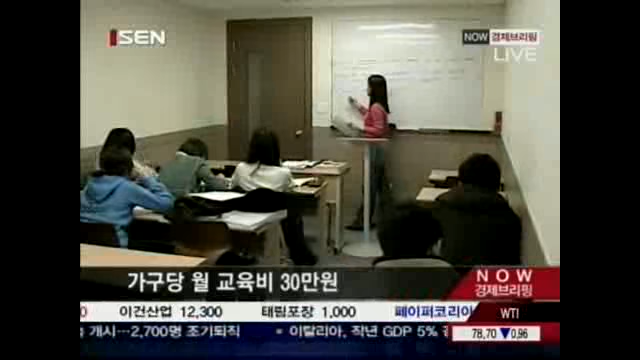 SEN
NOW 경제브리핑
LIVE
가구당 월 교육비 30만원
NOW
경제브리핑
이건산업 12,300 태림포장 1,000 페이퍼코리아
WTI
개시…2,700명 조기퇴직 • 이탈리아, 작년 GDP 5%
78,70 ▼0,96